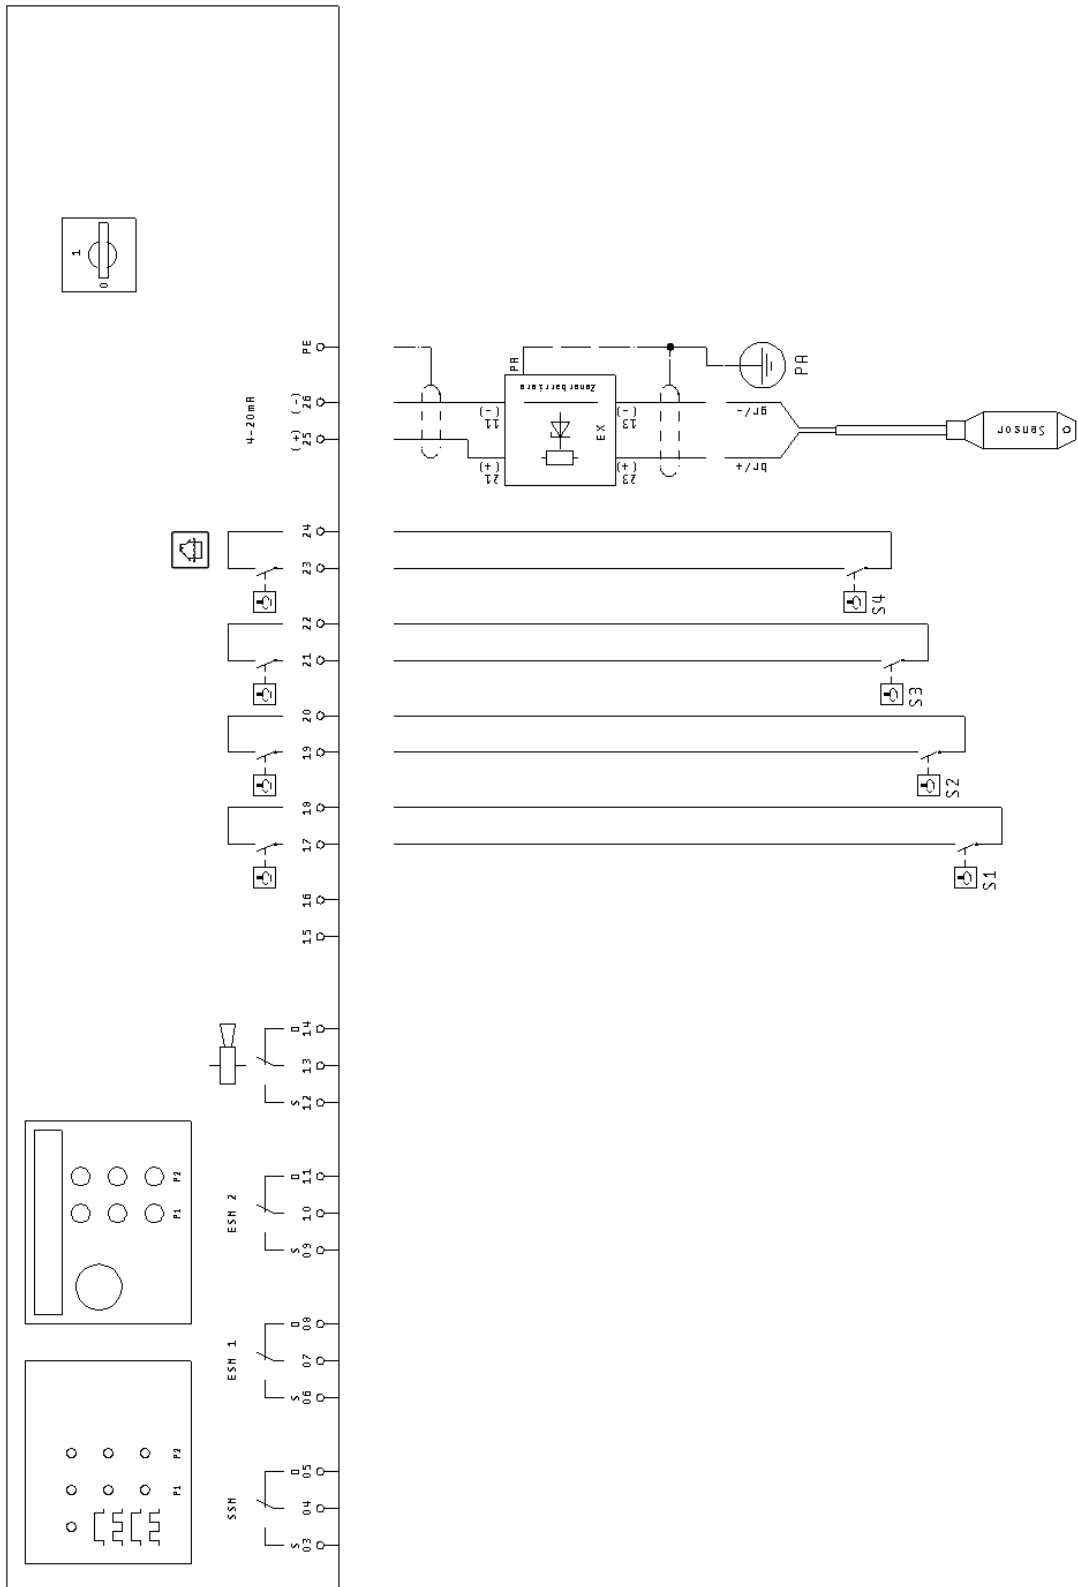 1
0
PE
(-)
26
4-20mA
(+)
25
PA
Zenerbarriere
(-)
11
(-)
13
EX
(+)
21
(+)
23
gr/-
br/+
PA
Sensor
24
23
S4
22
21
S3
20
19
S2
18
17
S1
16
15
14
13
S
12
P2
P1
ESM 2
11
10
S
09
ESM 1
08
07
S
06
P2
P1
SSM
05
04
S
03